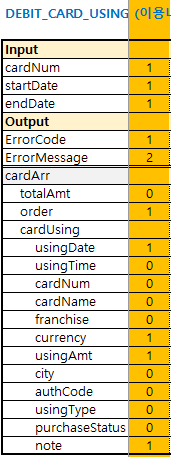 DEBIT_CARD_USING (이용
Input
cardNum 1
startDate 1
endDate 1
Output
ErrorCode 1
ErrorMessage 2
cardArr
totalAmt 0
order 1
cardUsing
usingDate 1
usingTime 0
cardNum 0
cardName 0
franchise 0
currency 1
usingAmt 1
city 0
authCode 0
usingType 0
purchaseStatus 0
note 1